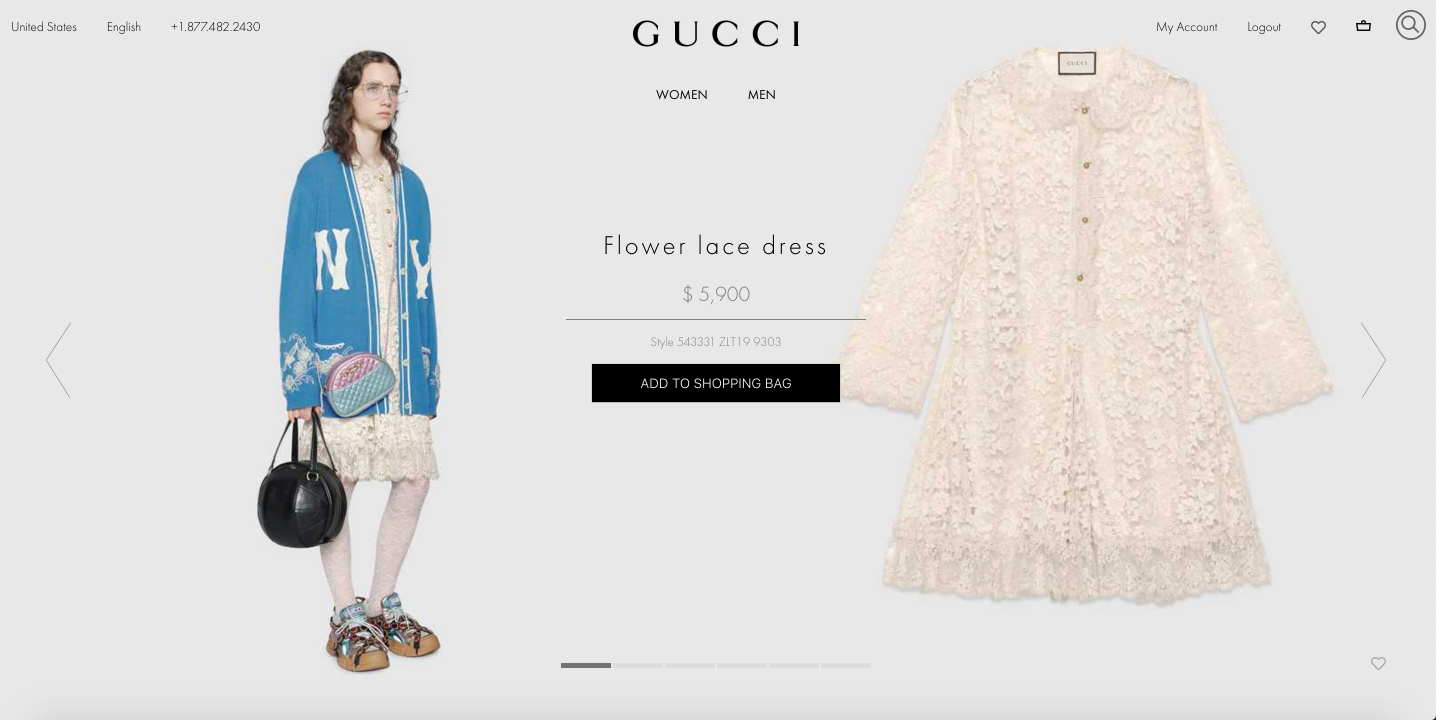 United States English +1.877.482.2430
GUCCI
My Account Logout
WOMEN MEN
GUCCI
N Y
Flower lace dress
$ 5,900
Style 543331 ZLT19 9303
ADD TO SHOPPING BAG